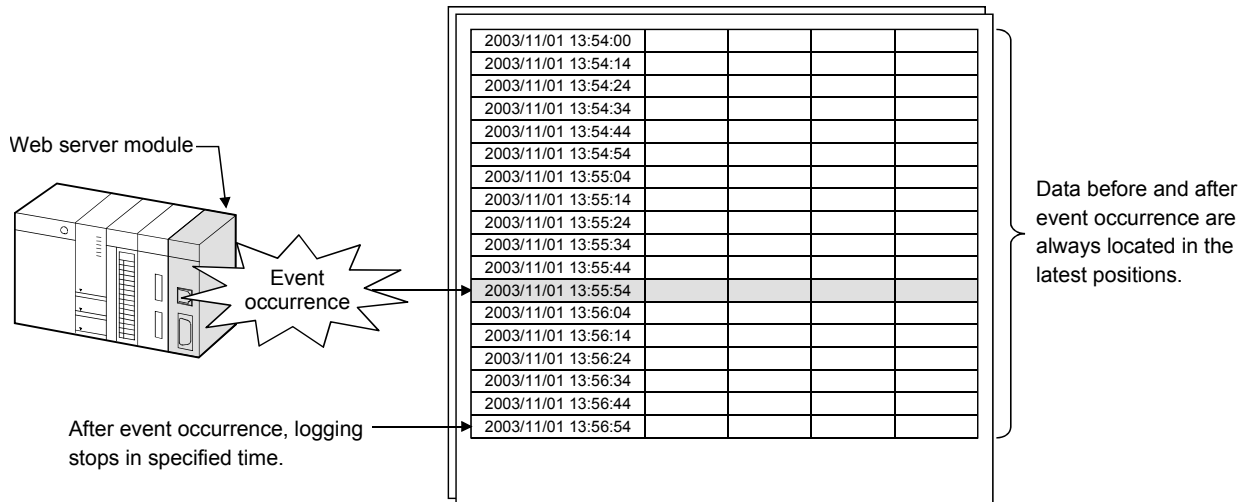 2003/11/01 13:54:00
2003/11/01 13:54:14
2003/11/01 13:54:24
2003/11/01 13:54:34
2003/11/01 13:54:44
2003/11/01 13:54:54
2003/11/01 13:55:04
2003/11/01 13:55:14
2003/11/01 13:55:24
2003/11/01 13:55:34
2003/11/01 13:55:44
2003/11/01 13:55:54
2003/11/01 13:56:04
2003/11/01 13:56:14
2003/11/01 13:56:24
2003/11/01 13:56:34
2003/11/01 13:56:44
2003/11/01 13:56:54
Web server module
Event
occurrence
After event occurrence, logging
stops in specified time.
Data before and after
event occurrence are
always located in the
latest positions.